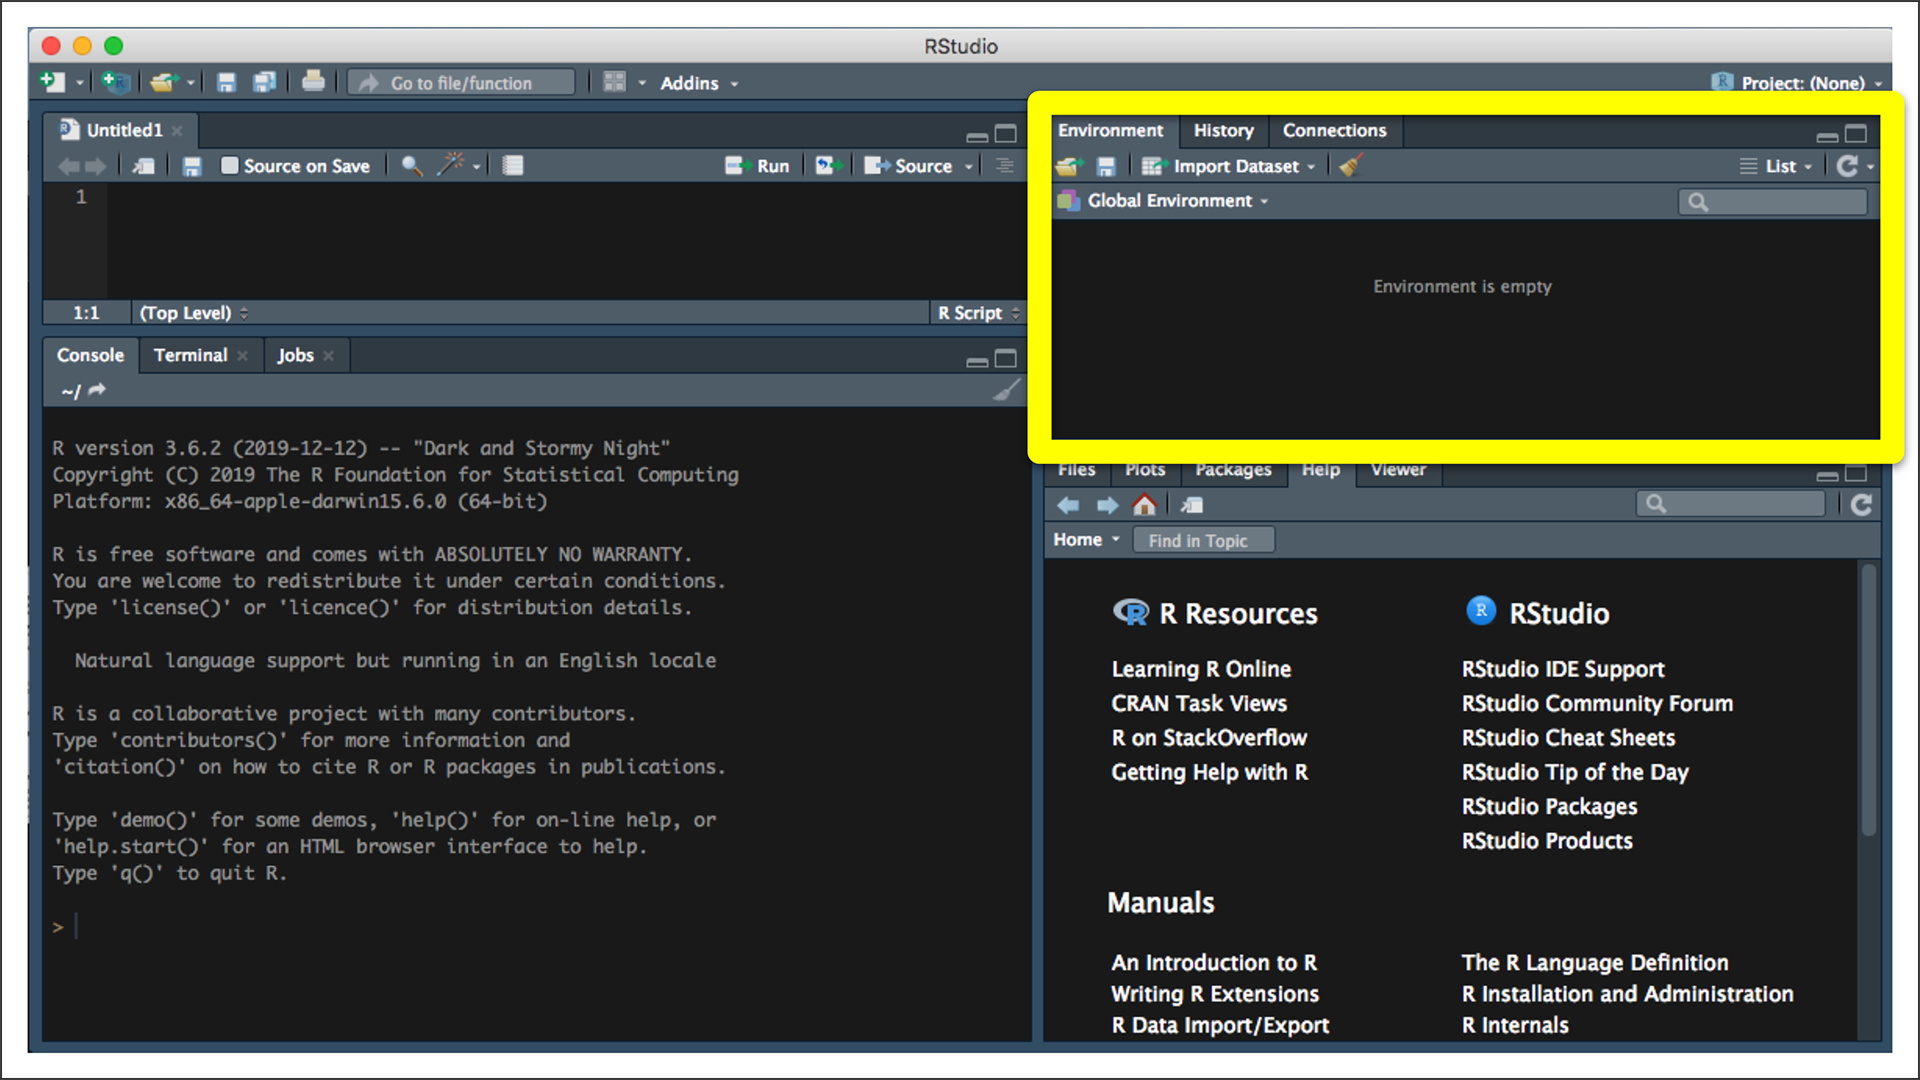 RStudio
Go to file/function
Addins
Project: (None)
Untitled1
Source on Save
Run
Source
1
1:1
(Top Level)
R Script
Console
Terminal
Jobs
~/
R version 3.6.2 (2019-12-12) -- "Dark and Stormy Night"
Copyright (C) 2019 The R Foundation for Statistical Computing
Platform: x86_64-apple-darwin15.6.0 (64-bit)
R is free software and comes with ABSOLUTELY NO WARRANTY.
You are welcome to redistribute it under certain conditions.
Type 'license()' or 'licence()' for distribution details.
Natural language support but running in an English locale
R is a collaborative project with many contributors.
Type 'contributors()' for more information and
'citation()' on how to cite R or R packages in publications.
Type 'demo()' for some demos, 'help()' for on-line help, or
'help.start()' for an HTML browser interface to help.
Type 'q()' to quit R.
>
Environment
History
Connections
Import Dataset
List
Global Environment
Environment is empty
Files
Plots
Packages
Help
Viewer
Home
Find in Topic
R Resources
Learning R Online
CRAN Task Views
R on StackOverflow
Getting Help with R
RStudio
RStudio IDE Support
RStudio Community Forum
RStudio Cheat Sheets
RStudio Tip of the Day
RStudio Packages
RStudio Products
Manuals
An Introduction to R
Writing R Extensions
R Data Import/Export
The R Language Definition
R Installation and Administration
R Internals